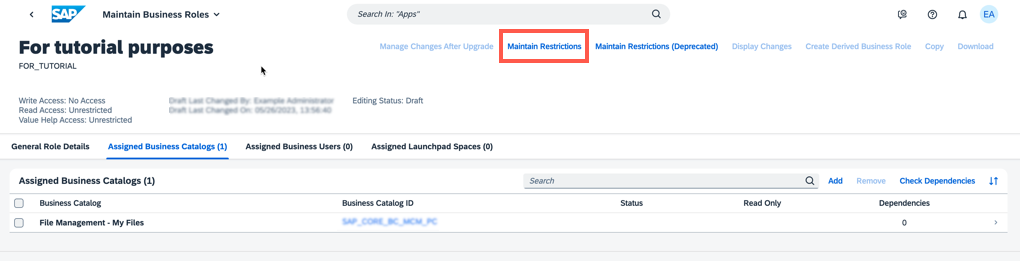 SAP Maintain Business Roles Search In: "Apps" EA
For tutorial purposes
Manage Changes After Upgrade Maintain Restrictions Maintain Restrictions (Deprecated) Display Changes Create Derived Business Role Copy Download
FOR_TUTORIAL
Write Access: No Access Draft Last Changed By: Example Administrator Editing Status: Draft
Read Access: Unrestricted Draft Last Changed On: 05/26/2023, 13:56:40
Value Help Access: Unrestricted
General Role Details Assigned Business Catalogs (1) Assigned Business Users (0) Assigned Launchpad Spaces (0)
Assigned Business Catalogs (1) Search Add Remove Check Dependencies
Business Catalog Business Catalog ID Status Read Only Dependencies
File Management - My Files SAP_CORE_BC_MCM_PC 0